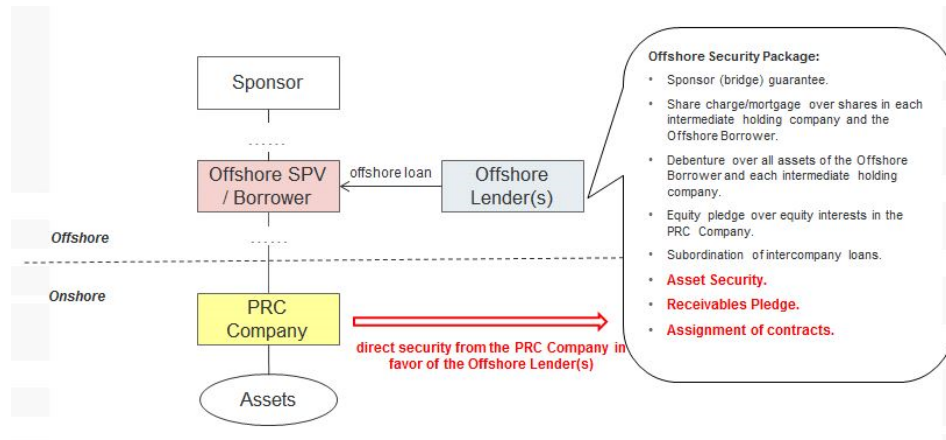 Sponsor
......
Offshore SPV
/ Borrower
offshore loan
Offshore
Lender(s)
......
Offshore
Onshore
PRC
Company
direct security from the PRC Company in
favor of the Offshore Lender(s)
Assets
Offshore Security Package:
• Sponsor (bridge) guarantee.
• Share charge/mortgage over shares in each
intermediate holding company and the
Offshore Borrower.
• Debenture over all assets of the Offshore
Borrower and each intermediate holding
company.
• Equity pledge over equity interests in the
PRC Company.
• Subordination of intercompany loans.
• Asset Security.
• Receivables Pledge.
• Assignment of contracts.